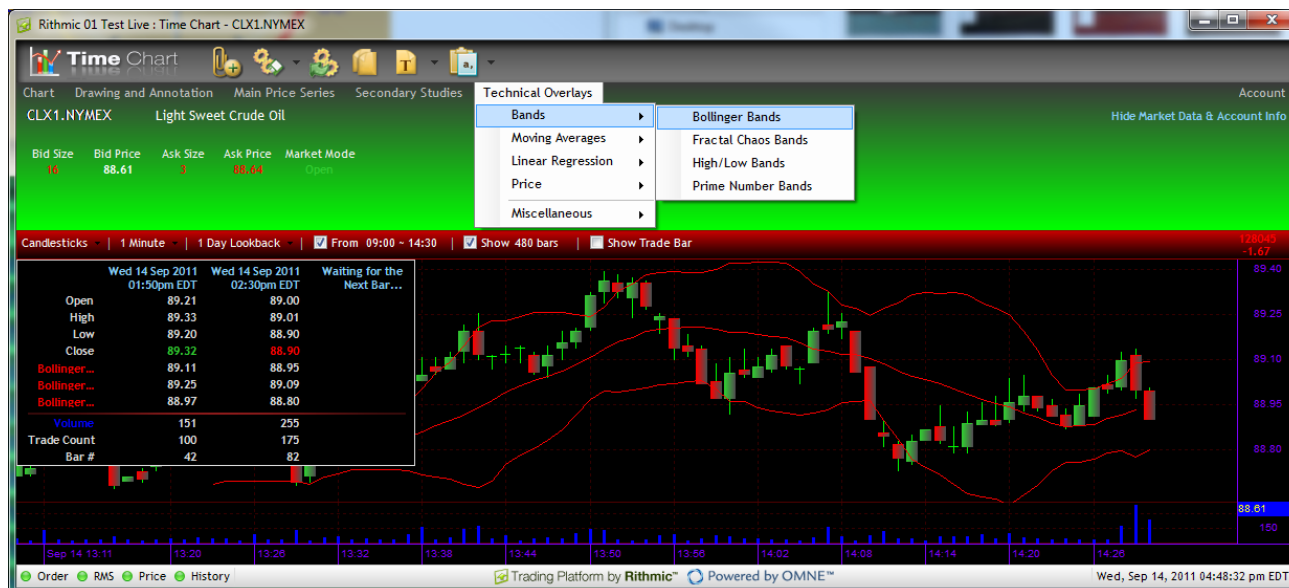 Rithmic 01 Test Live : Time Chart - CLX1.NYMEX
Desktop
Time Chart
Chart Drawing and Annotation Main Price Series Secondary Studies Technical Overlays Account
CLX1.NYMEX Light Sweet Crude Oil Hide Market Data & Account Info
Bands
Moving Averages
Linear Regression
Price
Miscellaneous
Bollinger Bands
Fractal Chaos Bands
High/Low Bands
Prime Number Bands
Bid Size Bid Price Ask Size Ask Price Market Mode
16 88.61 3 88.64 Open
Candlesticks | 1 Minute | 1 Day Lookback | From 09:00 ~ 14:30 | Show 480 bars | Show Trade Bar
128045
-1.67
Wed 14 Sep 2011 Wed 14 Sep 2011 Waiting for the
01:50pm EDT 02:30pm EDT Next Bar...
Open 89.21 89.00
High 89.33 89.01
Low 89.20 88.90
Close 89.32 88.90
Bollinger... 89.11 88.95
Bollinger... 89.25 89.09
Bollinger... 88.97 88.80
Volume 151 255
Trade Count 100 175
Bar # 42 82
89.40
89.25
89.10
88.95
88.80
88.61
150
Sep 14 13:11 13:20 13:26 13:32 13:38 13:44 13:50 13:56 14:02 14:08 14:14 14:20 14:26
Order RMS Price History Trading Platform by Rithmic™ Powered by OMNE™ Wed, Sep 14, 2011 04:48:32 pm EDT